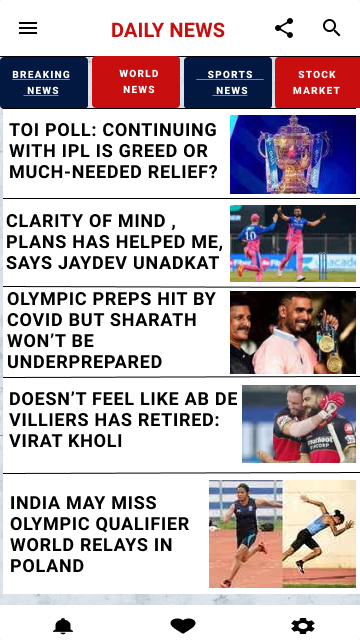 DAILY NEWS
BREAKING
NEWS
WORLD
NEWS
SPORTS
NEWS
STOCK
MARKET
TOI POLL: CONTINUING
WITH IPL IS GREED OR
MUCH-NEEDED RELIEF?
CLARITY OF MIND ,
PLANS HAS HELPED ME,
SAYS JAYDEV UNADKAT
OLYMPIC PREPS HIT BY
COVID BUT SHARATH
WON’T BE
UNDERPREPARED
DOESN’T FEEL LIKE AB DE
VILLIERS HAS RETIRED:
VIRAT KHOLI
INDIA MAY MISS
OLYMPIC QUALIFIER
WORLD RELAYS IN
POLAND